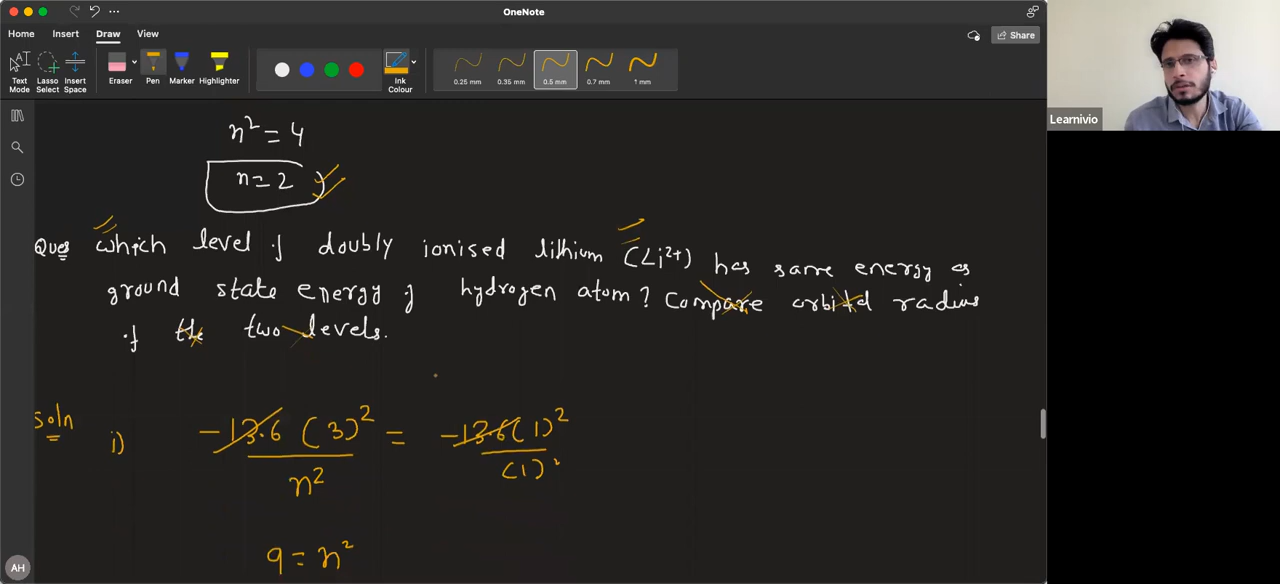 OneNote
Home Insert Draw View
Share
Text Mode
Lasso Select
Insert Space
Eraser
Pen
Marker
Highlighter
Ink Colour
0.25 mm
0.35 mm
0.5 mm
0.7 mm
1 mm
Learnivio
n² = 4
n = 2
Ques which level of doubly ionised lithium (Li²⁺) has same energy as
ground state energy of hydrogen atom? Compare orbital radius
of the two levels.
Soln
i) -13.6 (3)² / n² = -13.6 (1)² / (1)²
9 = n²
AH